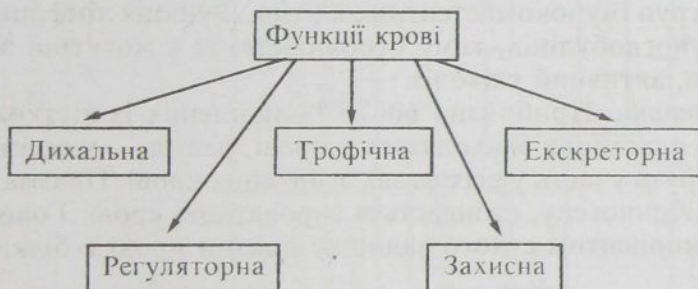 Функції крові
Дихальна
Трофічна
Екскреторна
Регуляторна
Захисна